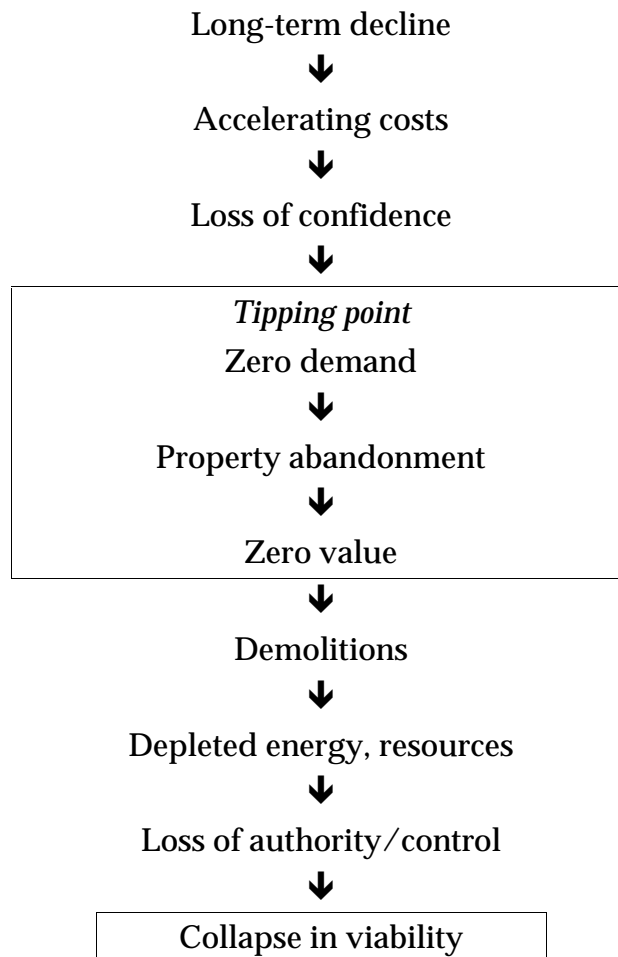 Long-term decline
Accelerating costs
Loss of confidence
Tipping point
Zero demand
Property abandonment
Zero value
Demolitions
Depleted energy, resources
Loss of authority/control
Collapse in viability